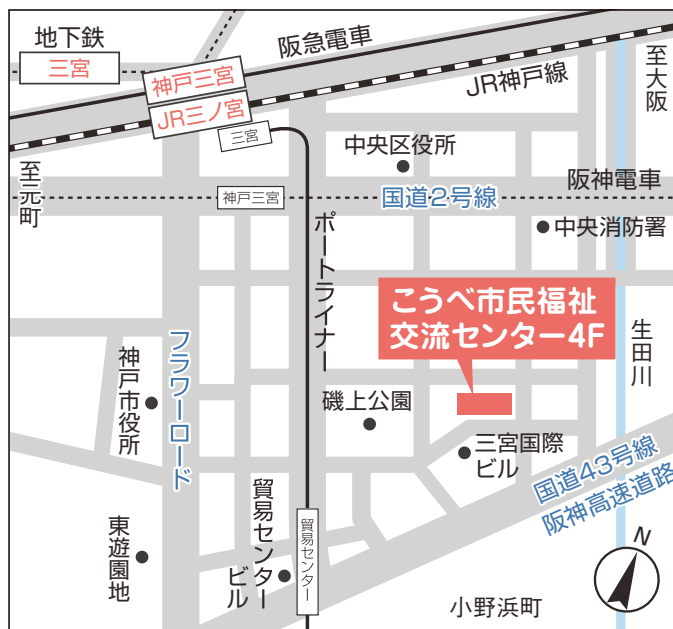 地下鉄
三宮
阪急電車
神戸三宮
JR三ノ宮
三宮
JR神戸線
至大阪
至元町
中央区役所
神戸三宮
国道2号線
阪神電車
中央消防署
ポートライナー
こうべ市民福祉
交流センター4F
生田川
フラワーロード
神戸市役所
磯上公園
三宮国際
ビル
国道43号線
阪神高速道路
貿易センター
ビル
貿易センター
東遊園地
小野浜町
N